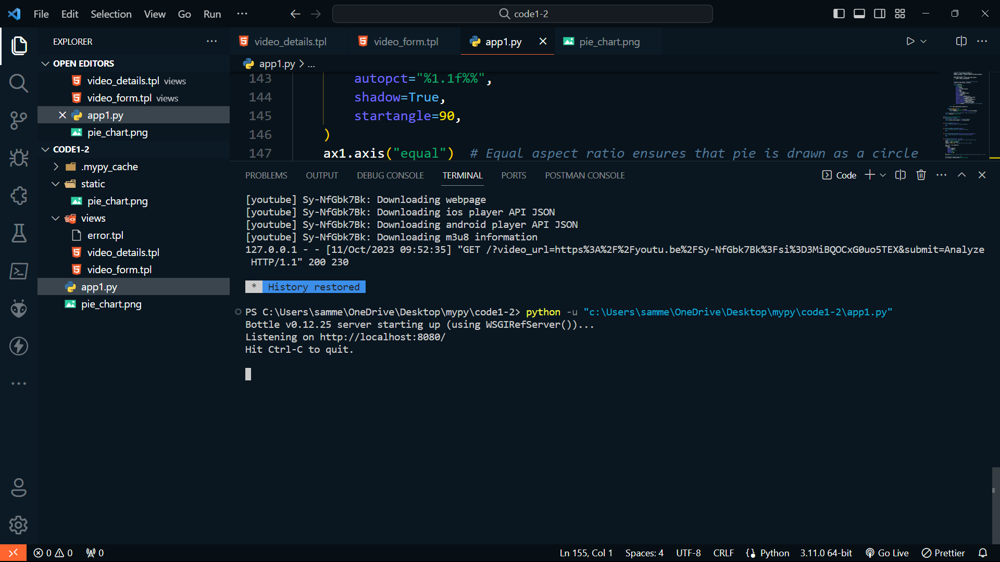 File Edit Selection View Go Run ... code1-2
EXPLORER ...
OPEN EDITORS
video_details.tpl views
video_form.tpl views
app1.py
pie_chart.png
CODE1-2
.mypy_cache
static
pie_chart.png
views
error.tpl
video_details.tpl
video_form.tpl
app1.py
pie_chart.png
video_details.tpl video_form.tpl app1.py pie_chart.png
app1.py > ...
143 autopct="%1.1f%%",
144 shadow=True,
145 startangle=90,
146 )
147 ax1.axis("equal") # Equal aspect ratio ensures that pie is drawn as a circle
PROBLEMS OUTPUT DEBUG CONSOLE TERMINAL PORTS POSTMAN CONSOLE Code
[youtube] Sy-NfGbk7Bk: Downloading webpage
[youtube] Sy-NfGbk7Bk: Downloading ios player API JSON
[youtube] Sy-NfGbk7Bk: Downloading android player API JSON
[youtube] Sy-NfGbk7Bk: Downloading m3u8 information
127.0.0.1 - - [11/Oct/2023 09:52:35] "GET /?video_url=https%3A%2F%2Fyoutu.be%2FSy-NfGbk7Bk%3Fsi%3D3MiBQOCxG0uo5TEX&submit=Analyze
HTTP/1.1" 200 230
* History restored
PS C:\Users\samme\OneDrive\Desktop\mypy\code1-2> python -u "c:\Users\samme\OneDrive\Desktop\mypy\code1-2\app1.py"
Bottle v0.12.25 server starting up (using WSGIRefServer())...
Listening on http://localhost:8080/
Hit Ctrl-C to quit.
0 0 0 Ln 155, Col 1 Spaces: 4 UTF-8 CRLF Python 3.11.0 64-bit Go Live Prettier